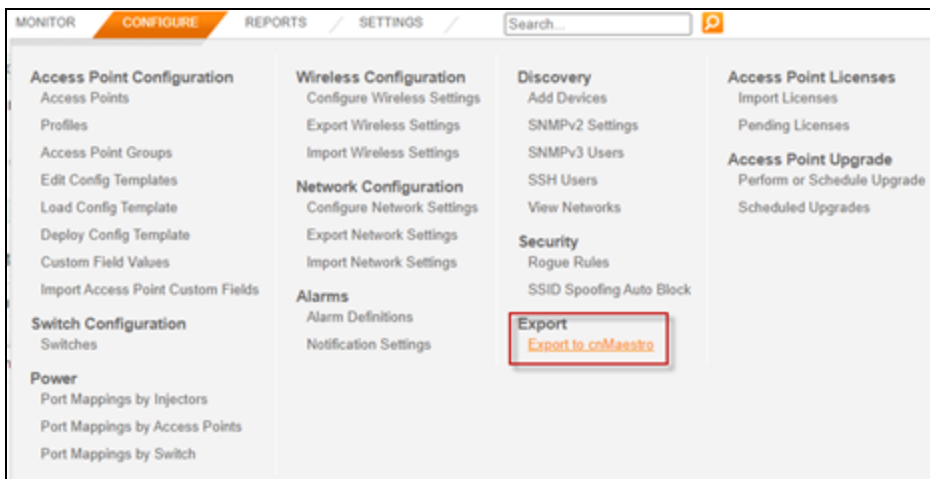 MONITOR CONFIGURE REPORTS SETTINGS Search...
Access Point Configuration
Access Points
Profiles
Access Point Groups
Edit Config Templates
Load Config Template
Deploy Config Template
Custom Field Values
Import Access Point Custom Fields
Switch Configuration
Switches
Power
Port Mappings by Injectors
Port Mappings by Access Points
Port Mappings by Switch
Wireless Configuration
Configure Wireless Settings
Export Wireless Settings
Import Wireless Settings
Network Configuration
Configure Network Settings
Export Network Settings
Import Network Settings
Alarms
Alarm Definitions
Notification Settings
Discovery
Add Devices
SNMPv2 Settings
SNMPv3 Users
SSH Users
View Networks
Security
Rogue Rules
SSID Spoofing Auto Block
Export
Export to cnMaestro
Access Point Licenses
Import Licenses
Pending Licenses
Access Point Upgrade
Perform or Schedule Upgrade
Scheduled Upgrades